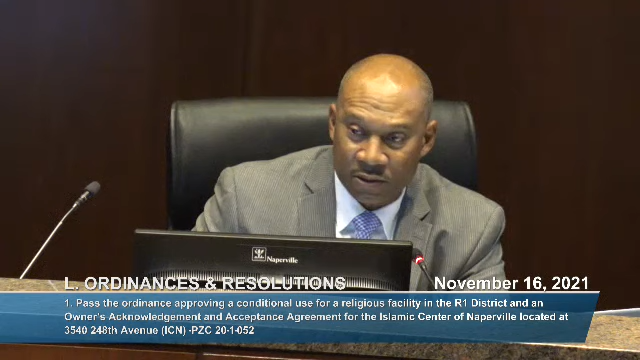 Naperville
L. ORDINANCES & RESOLUTIONS November 16, 2021
1. Pass the ordinance approving a conditional use for a religious facility in the R1 District and an
Owner's Acknowledgement and Acceptance Agreement for the Islamic Center of Naperville located at
3540 248th Avenue (ICN) -PZC 20-1-052